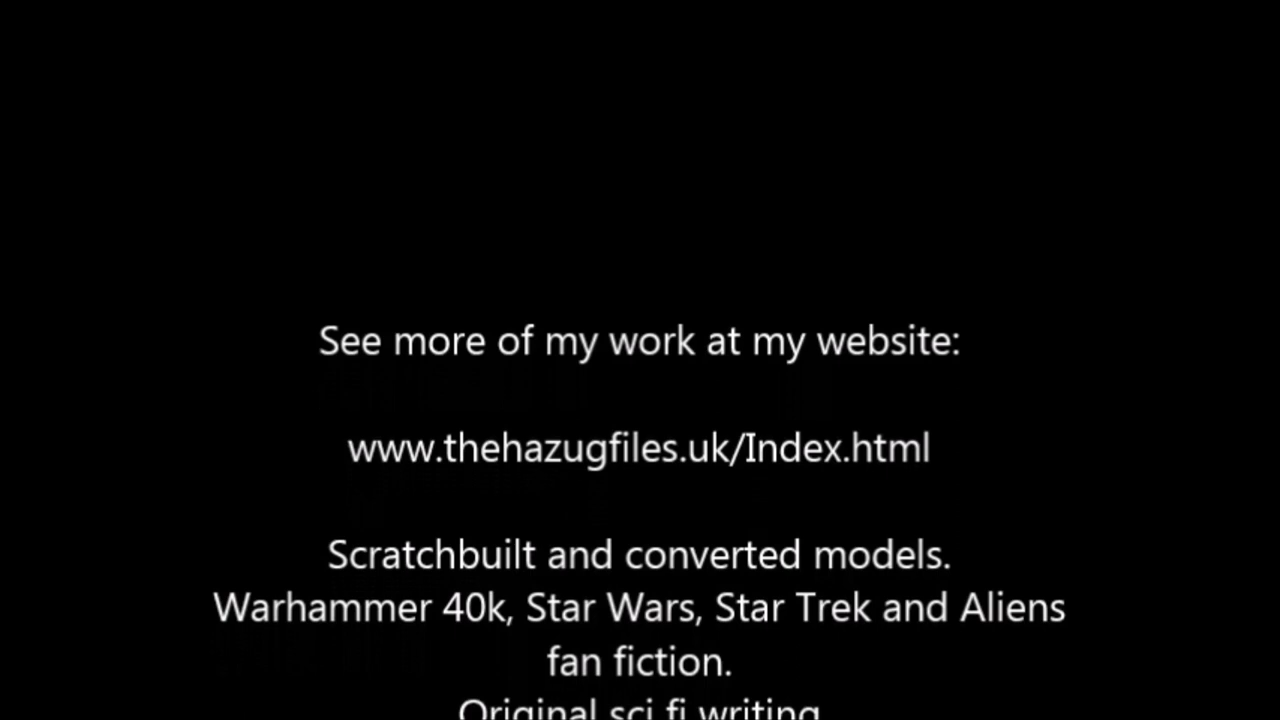 See more of my work at my website:
www.thehazugfiles.uk/Index.html
Scratchbuilt and converted models.
Warhammer 40k, Star Wars, Star Trek and Aliens
fan fiction.
Original sci fi writing